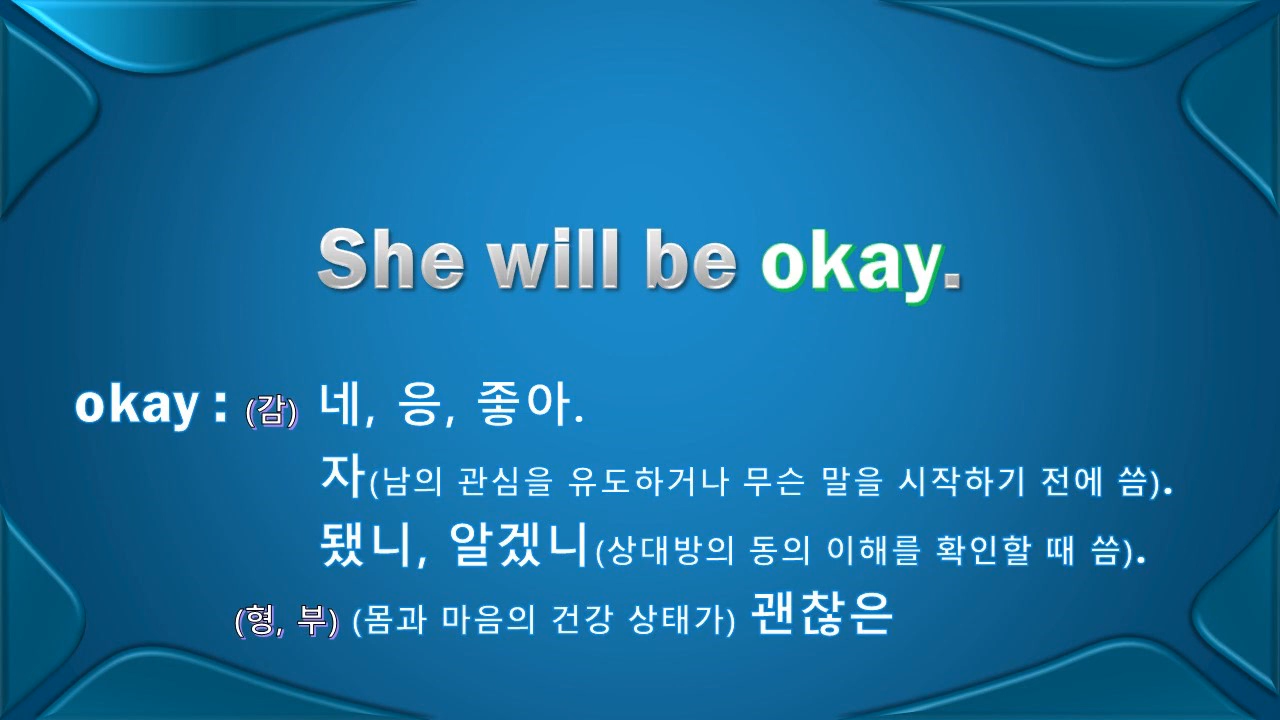 She will be okay.
okay : (감) 네, 응, 좋아.
자(남의 관심을 유도하거나 무슨 말을 시작하기 전에 씀).
됐니, 알겠니(상대방의 동의 이해를 확인할 때 씀).
(형, 부) (몸과 마음의 건강 상태가) 괜찮은